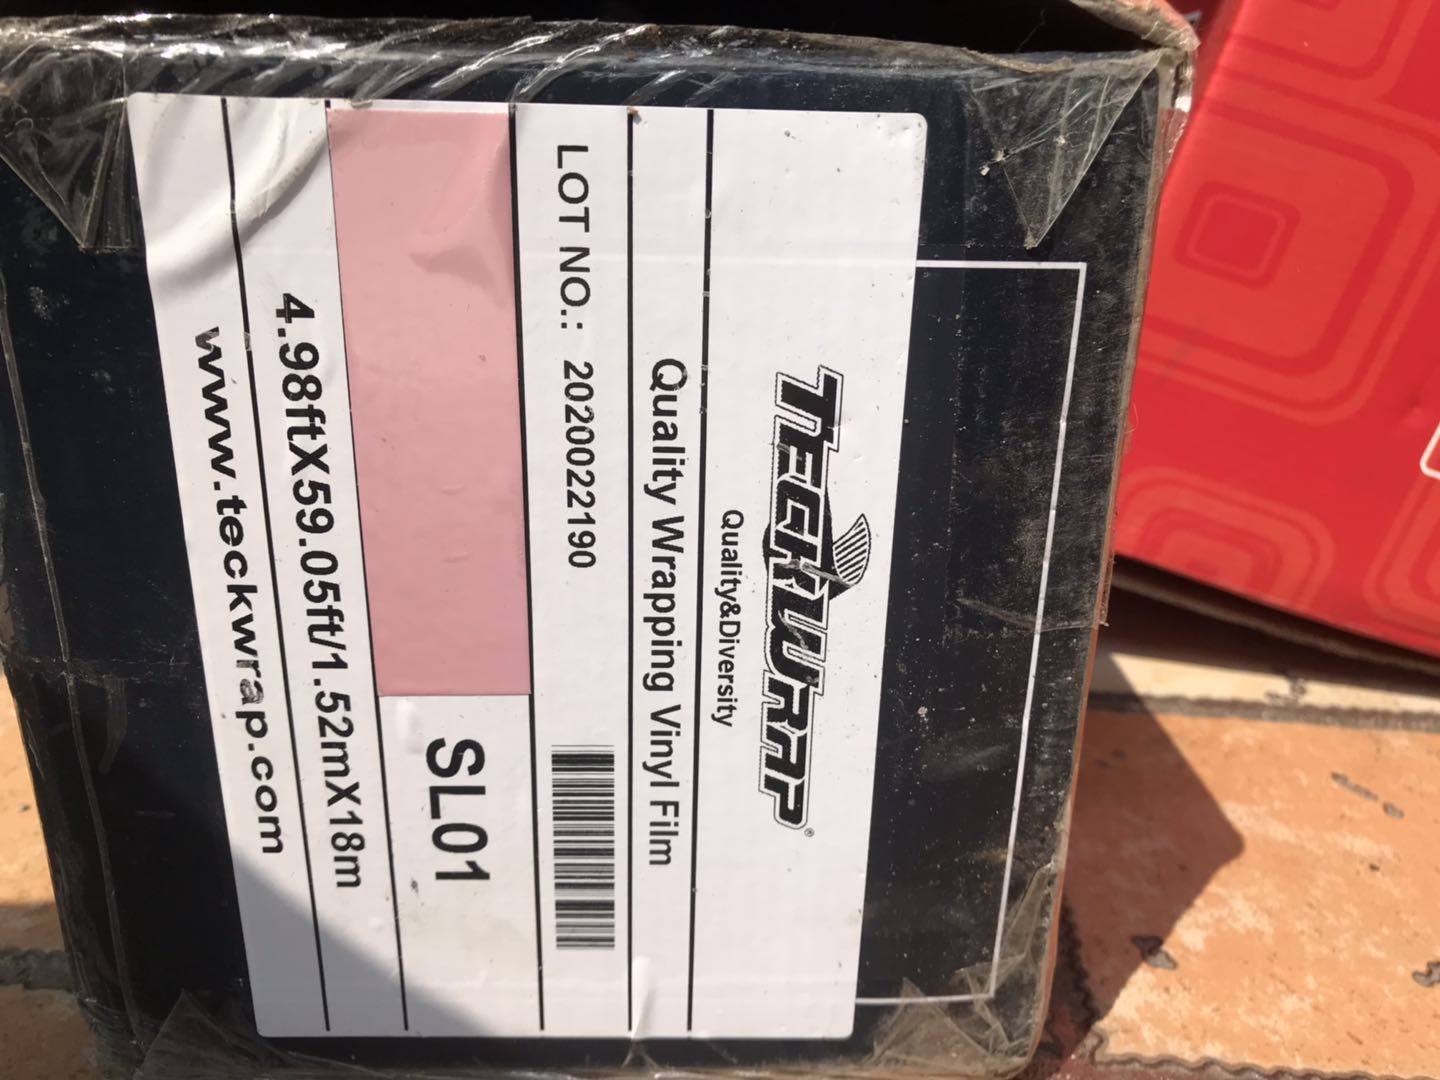 TECKWRAP®
Quality&Diversity
Quality Wrapping Vinyl Film
LOT NO.: 2020022190
SL01
4.98ftX59.05ft/1.52mX18m
www.teckwrap.com